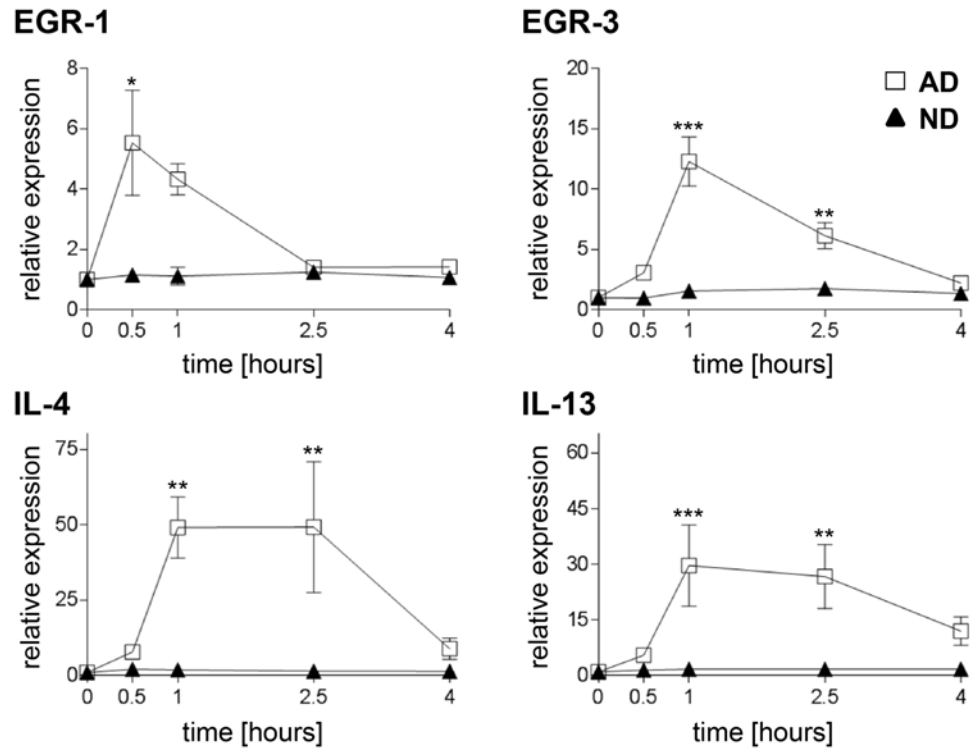 EGR-1
8
6
4
2
0
*
relative expression
0 0.5 1 2.5 4
time [hours]
EGR-3
20
15
10
5
0
***
**
relative expression
0 0.5 1 2.5 4
time [hours]
AD
ND
IL-4
75
50
25
0
**
**
relative expression
0 0.5 1 2.5 4
time [hours]
IL-13
60
45
30
15
0
***
**
relative expression
0 0.5 1 2.5 4
time [hours]